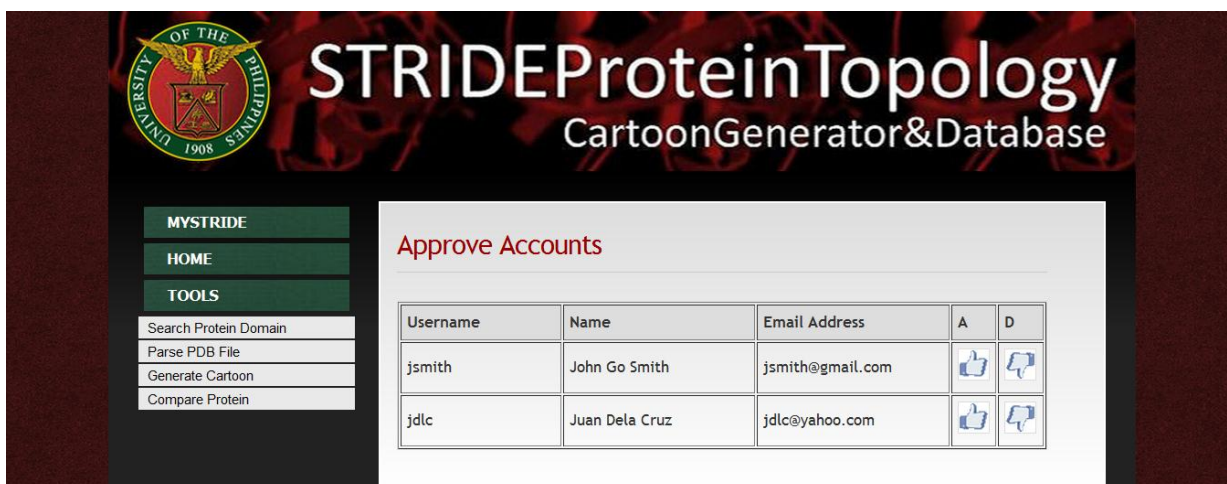 UNIVERSITY OF THE PHILIPPINES
1908
STRIDEProteinTopology
CartoonGenerator&Database
MYSTRIDE
HOME
TOOLS
Search Protein Domain
Parse PDB File
Generate Cartoon
Compare Protein
Approve Accounts
Username Name Email Address A D
jsmith John Go Smith jsmith@gmail.com
jdlc Juan Dela Cruz jdlc@yahoo.com